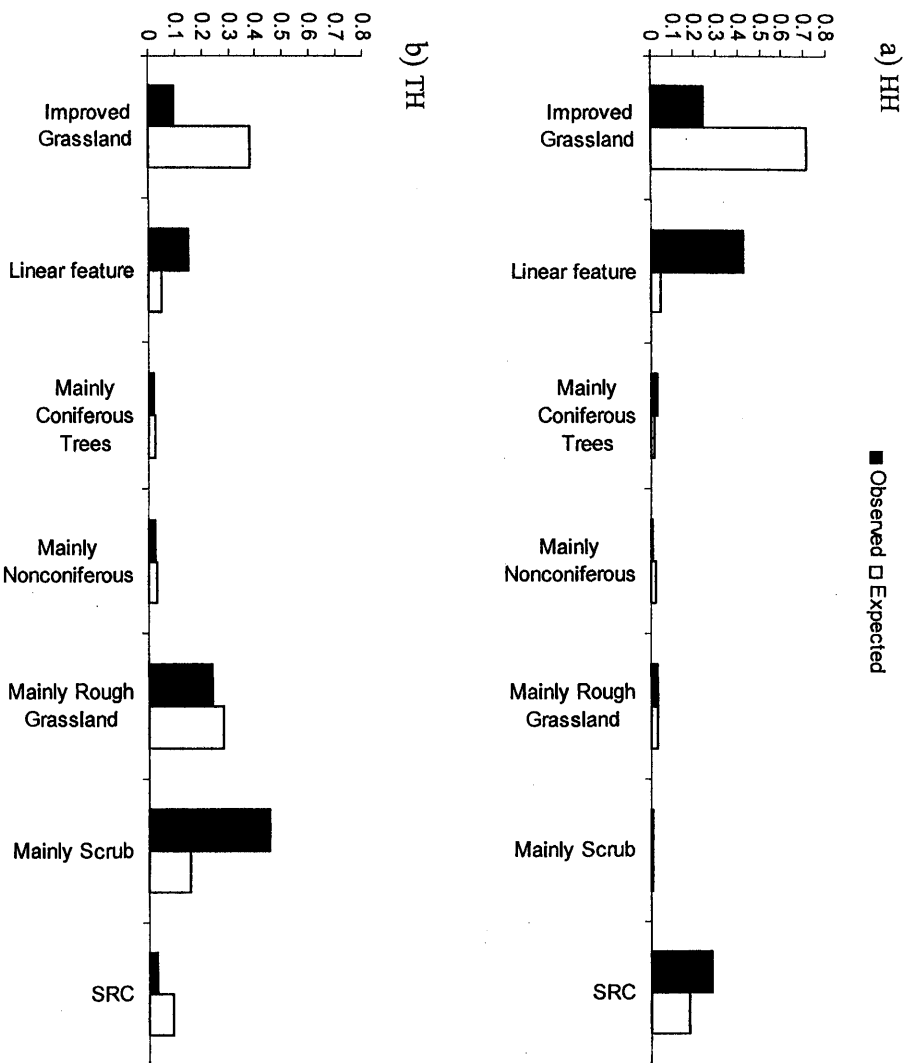 ■ Observed □ Expected
a) HH
0.8
0.7
0.6
0.5
0.4
0.3
0.2
0.1
0
Improved
Grassland
Linear feature
Mainly
Coniferous
Trees
Mainly
Nonconiferous
Mainly Rough
Grassland
Mainly Scrub
SRC
b) TH
0.8
0.7
0.6
0.5
0.4
0.3
0.2
0.1
0
Improved
Grassland
Linear feature
Mainly
Coniferous
Trees
Mainly
Nonconiferous
Mainly Rough
Grassland
Mainly Scrub
SRC